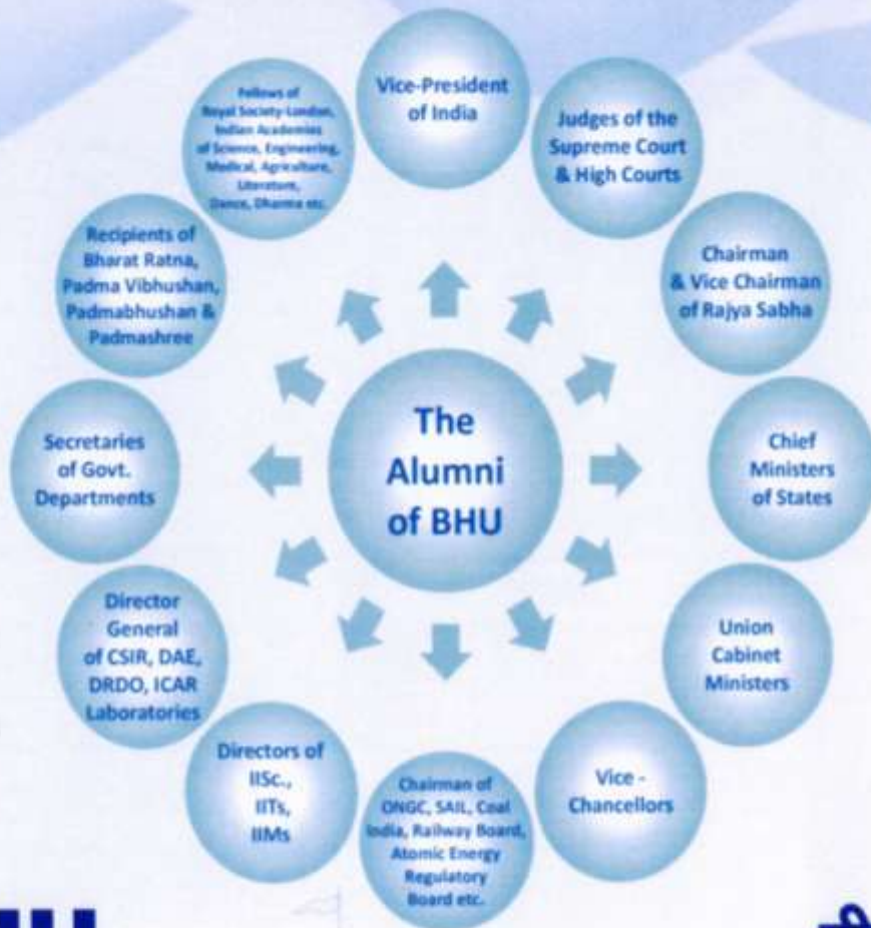 Vice-President
of India
Judges of the
Supreme Court
& High Courts
Chairman
& Vice Chairman
of Rajya Sabha
Chief
Ministers
of States
Union
Cabinet
Ministers
Vice -
Chancellors
Chairman of
ONGC, SAIL, Coal
India, Railway Board,
Atomic Energy
Regulatory
Board etc.
Directors of
IISc.,
IITs,
IIMs
Director
General
of CSIR, DAE,
DRDO, ICAR
Laboratories
Secretaries
of Govt.
Departments
Recipients of
Bharat Ratna,
Padma Vibhushan,
Padmabhushan &
Padmashree
Fellows of
Royal Society-London,
Indian Academies
of Science, Engineering,
Medical, Agriculture,
Literature,
Dance, Dharma etc.
The
Alumni
of BHU